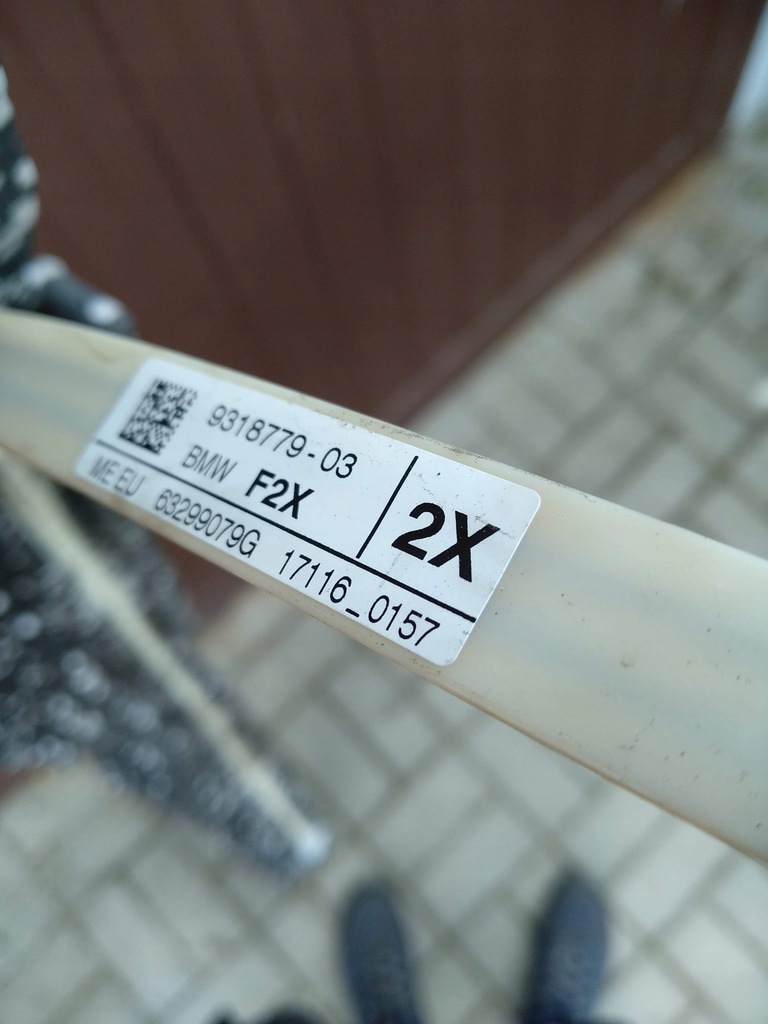 9318779-03
BMW F2X
2X
ME EU 63299079G 17116_0157